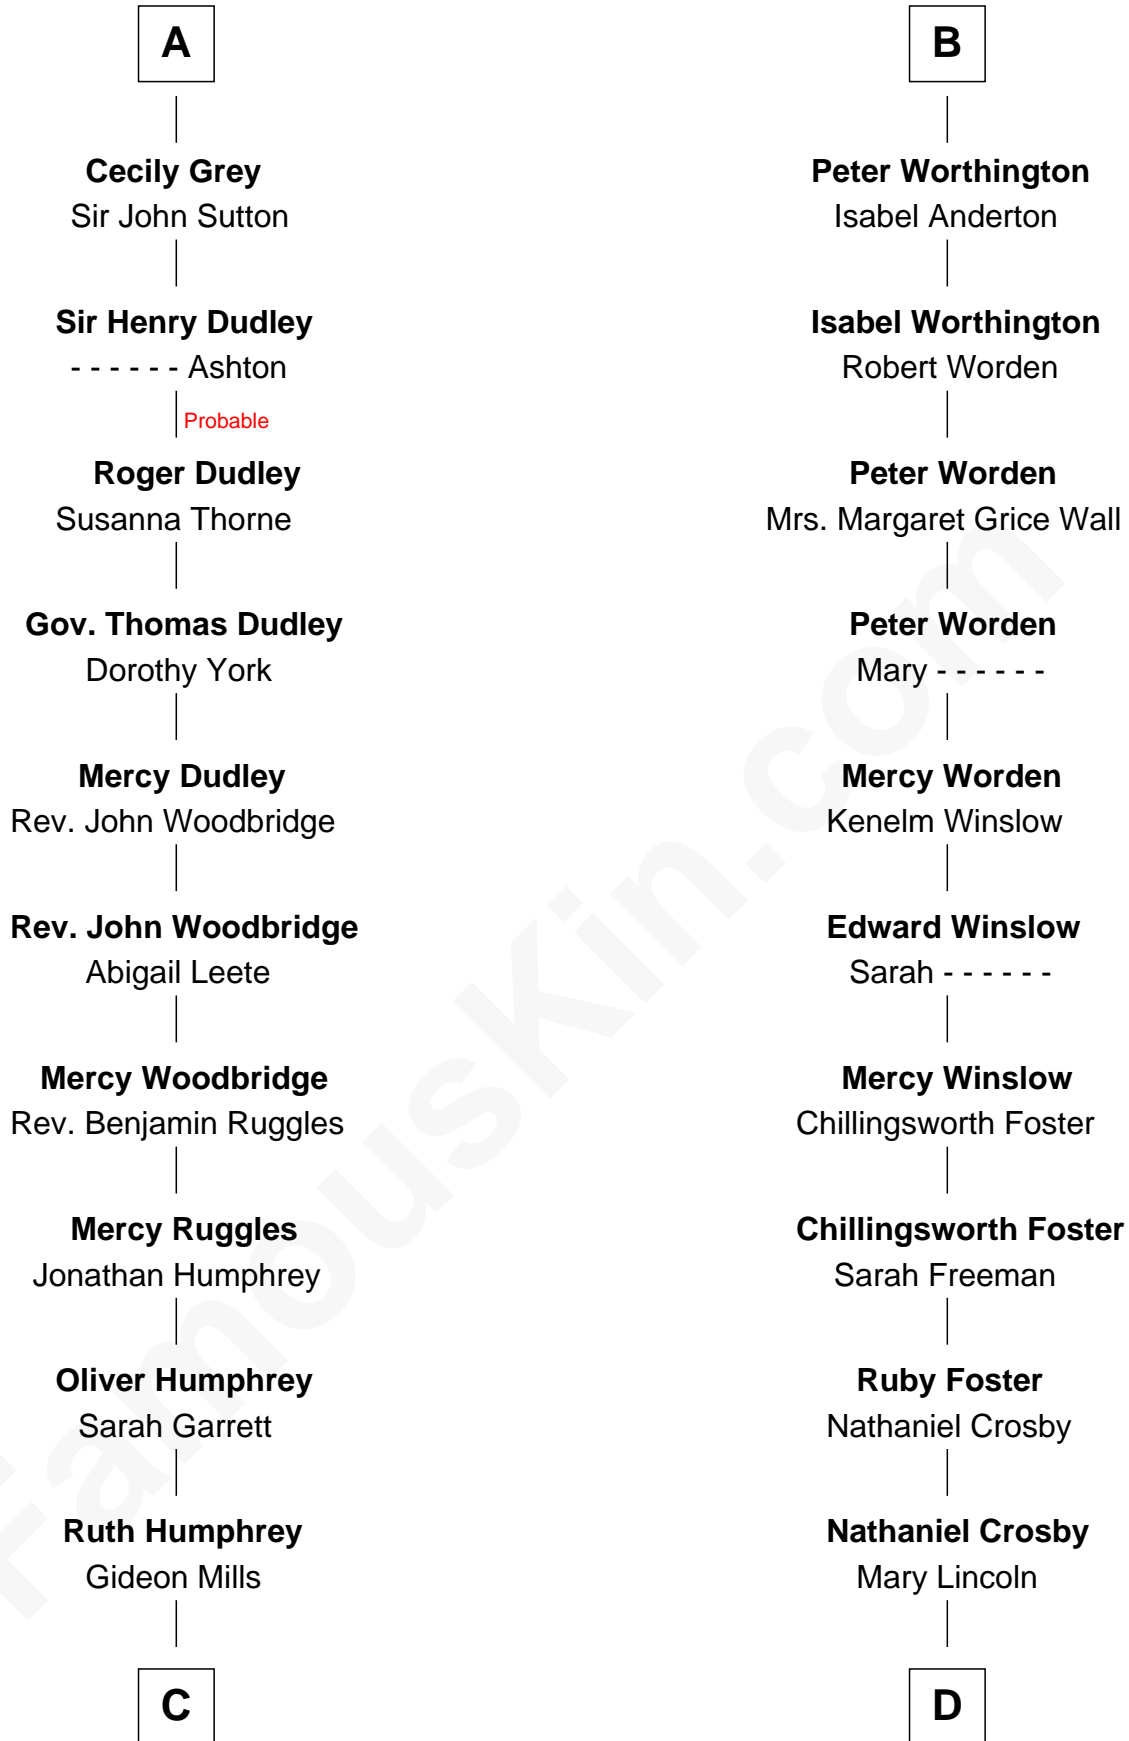 A
Cecily Grey
Sir John Sutton
Sir Henry Dudley
- - - - - - Ashton
Probable
Roger Dudley
Susanna Thorne
Gov. Thomas Dudley
Dorothy York
Mercy Dudley
Rev. John Woodbridge
Rev. John Woodbridge
Abigail Leete
Mercy Woodbridge
Rev. Benjamin Ruggles
Mercy Ruggles
Jonathan Humphrey
Oliver Humphrey
Sarah Garrett
Ruth Humphrey
Gideon Mills
C
B
Peter Worthington
Isabel Anderton
Isabel Worthington
Robert Worden
Peter Worden
Mrs. Margaret Grice Wall
Peter Worden
Mary - - - - - -
Mercy Worden
Kenelm Winslow
Edward Winslow
Sarah - - - - - -
Mercy Winslow
Chillingsworth Foster
Chillingsworth Foster
Sarah Freeman
Ruby Foster
Nathaniel Crosby
Nathaniel Crosby
Mary Lincoln
D
FamousKin.com